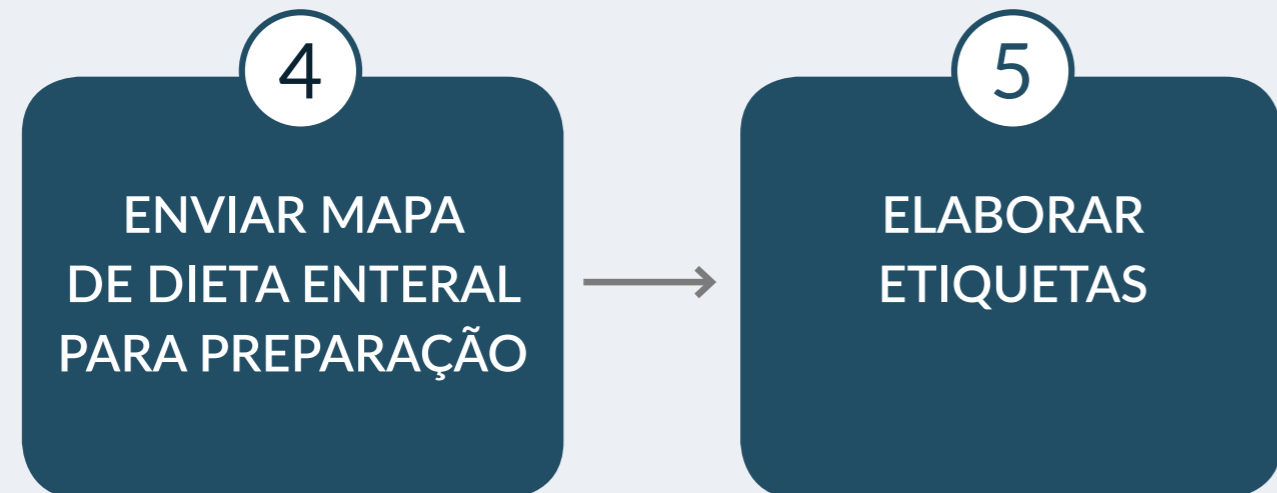 4
ENVIAR MAPA
DE DIETA ENTERAL
PARA PREPARAÇÃO
5
ELABORAR
ETIQUETAS